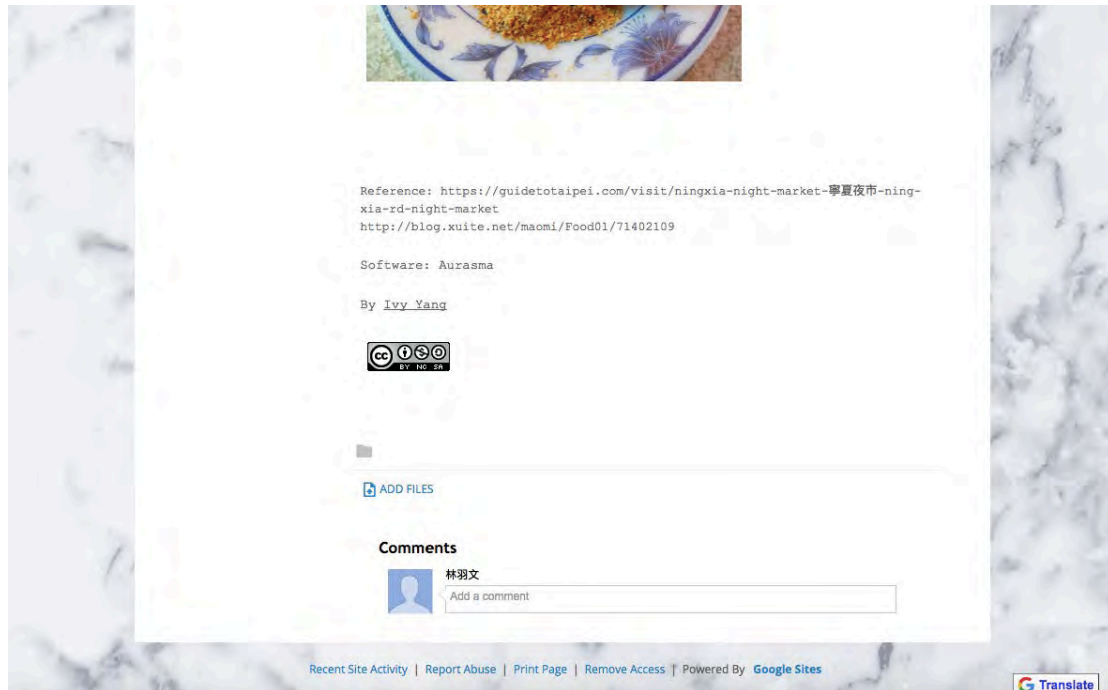 Reference: https://guidetotaipei.com/visit/ningxia-night-market-寧夏夜市-ning-
xia-rd-night-market
http://blog.xuite.net/maomi/Food01/71402109
Software: Aurasma
By Ivy Yang
cc BY NC SA
ADD FILES
Comments
林羽文
Add a comment
Recent Site Activity | Report Abuse | Print Page | Remove Access | Powered By Google Sites
G Translate